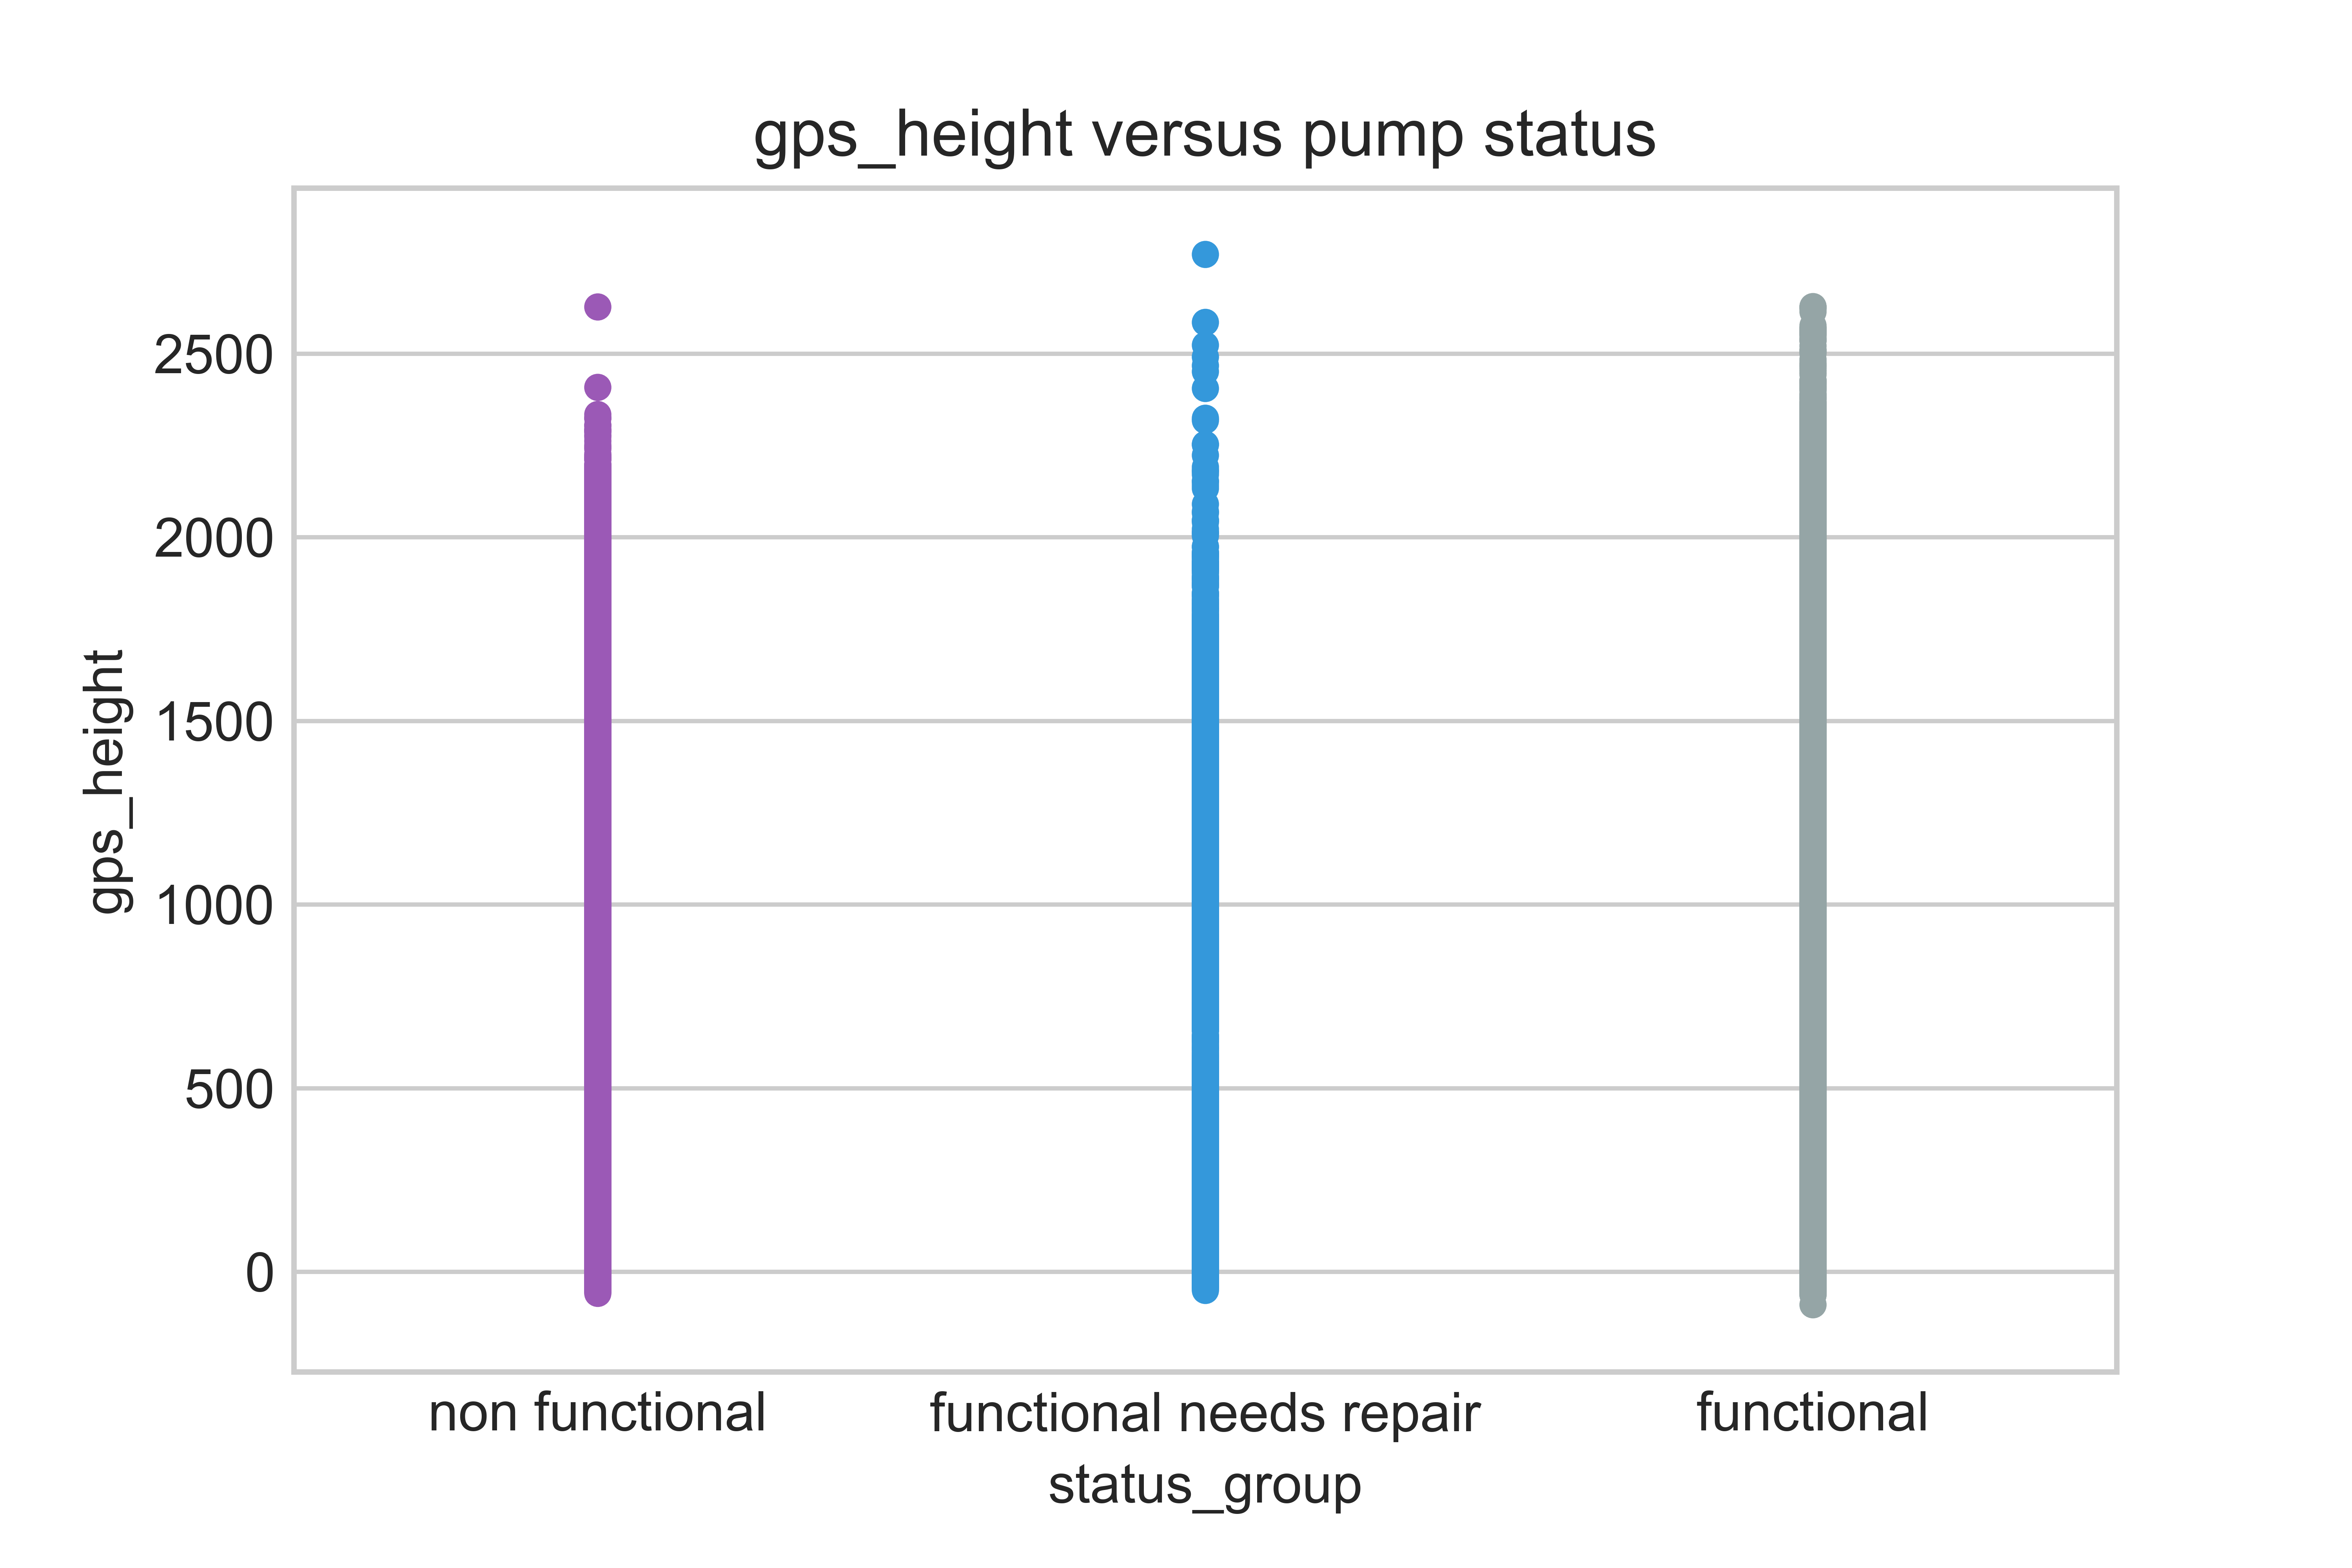 gps_height versus pump status
gps_height
2500
2000
1500
1000
500
0
non functional
functional needs repair
functional
status_group